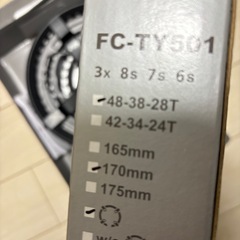 FC-TY501
3x 8s 7s 6s
48-38-28T
42-34-24T
165mm
170mm
175mm